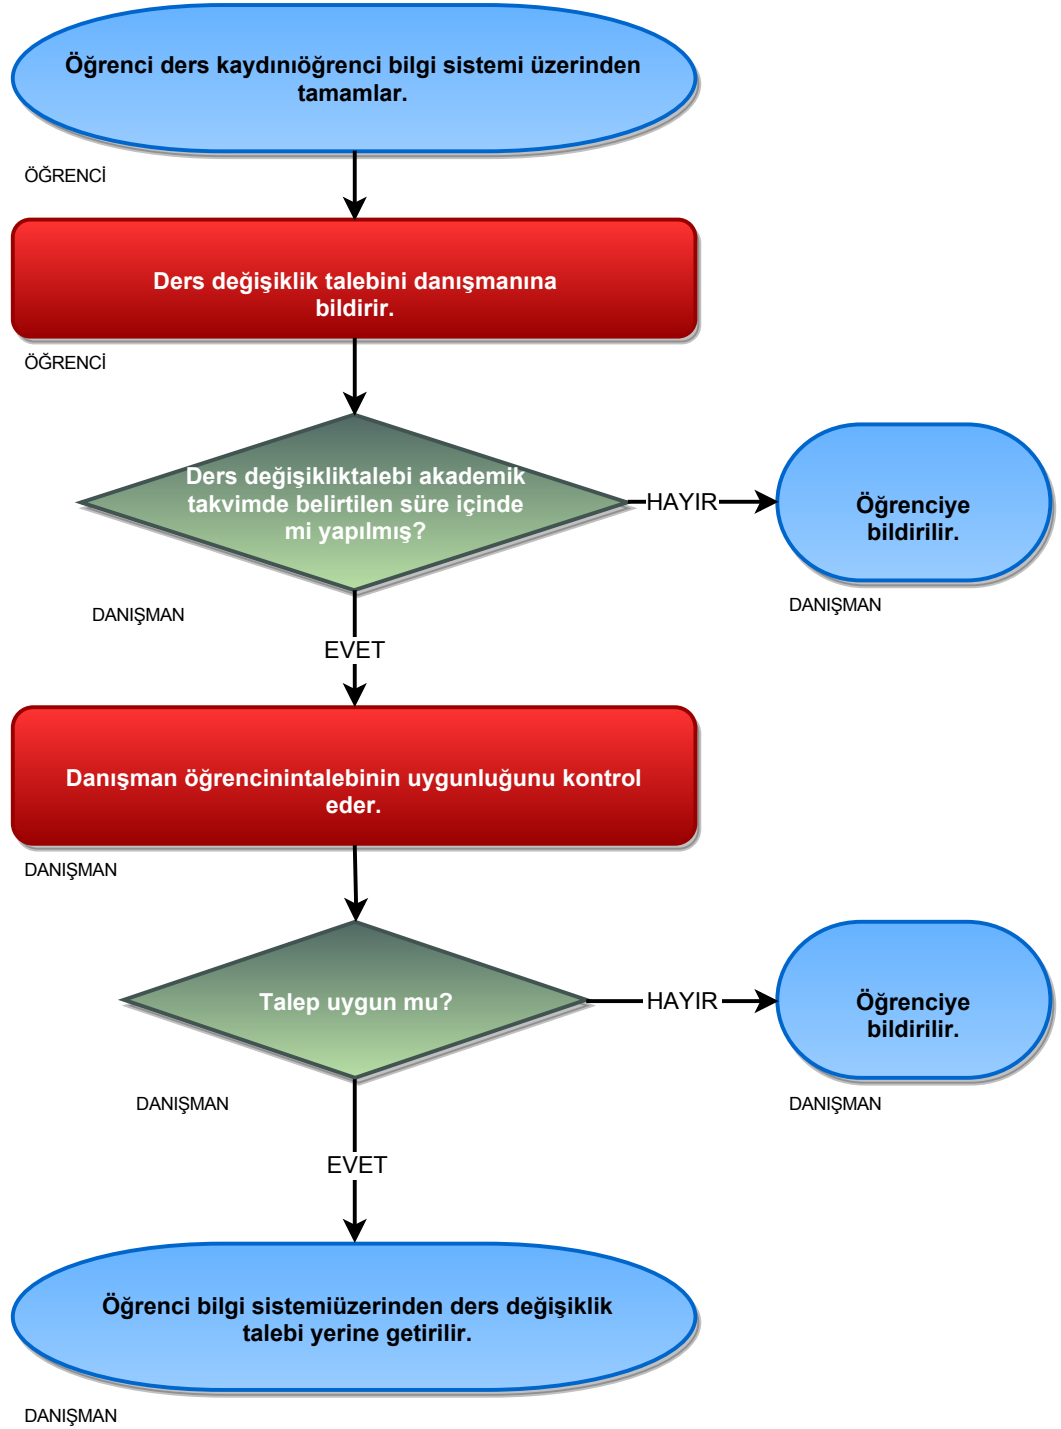 Öğrenci ders kaydınıöğrenci bilgi sistemi üzerinden
tamamlar.
ÖĞRENCİ
Ders değişiklik talebini danışmanına
bildirir.
ÖĞRENCİ
Ders değişikliktalebi akademik
takvimde belirtilen süre içinde
mi yapılmış?
HAYIR
Öğrenciye
bildirilir.
DANIŞMAN
DANIŞMAN
EVET
Danışman öğrencinintalebinin uygunluğunu kontrol
eder.
DANIŞMAN
Talep uygun mu?
HAYIR
Öğrenciye
bildirilir.
DANIŞMAN
DANIŞMAN
EVET
Öğrenci bilgi sistemiüzerinden ders değişiklik
talebi yerine getirilir.
DANIŞMAN